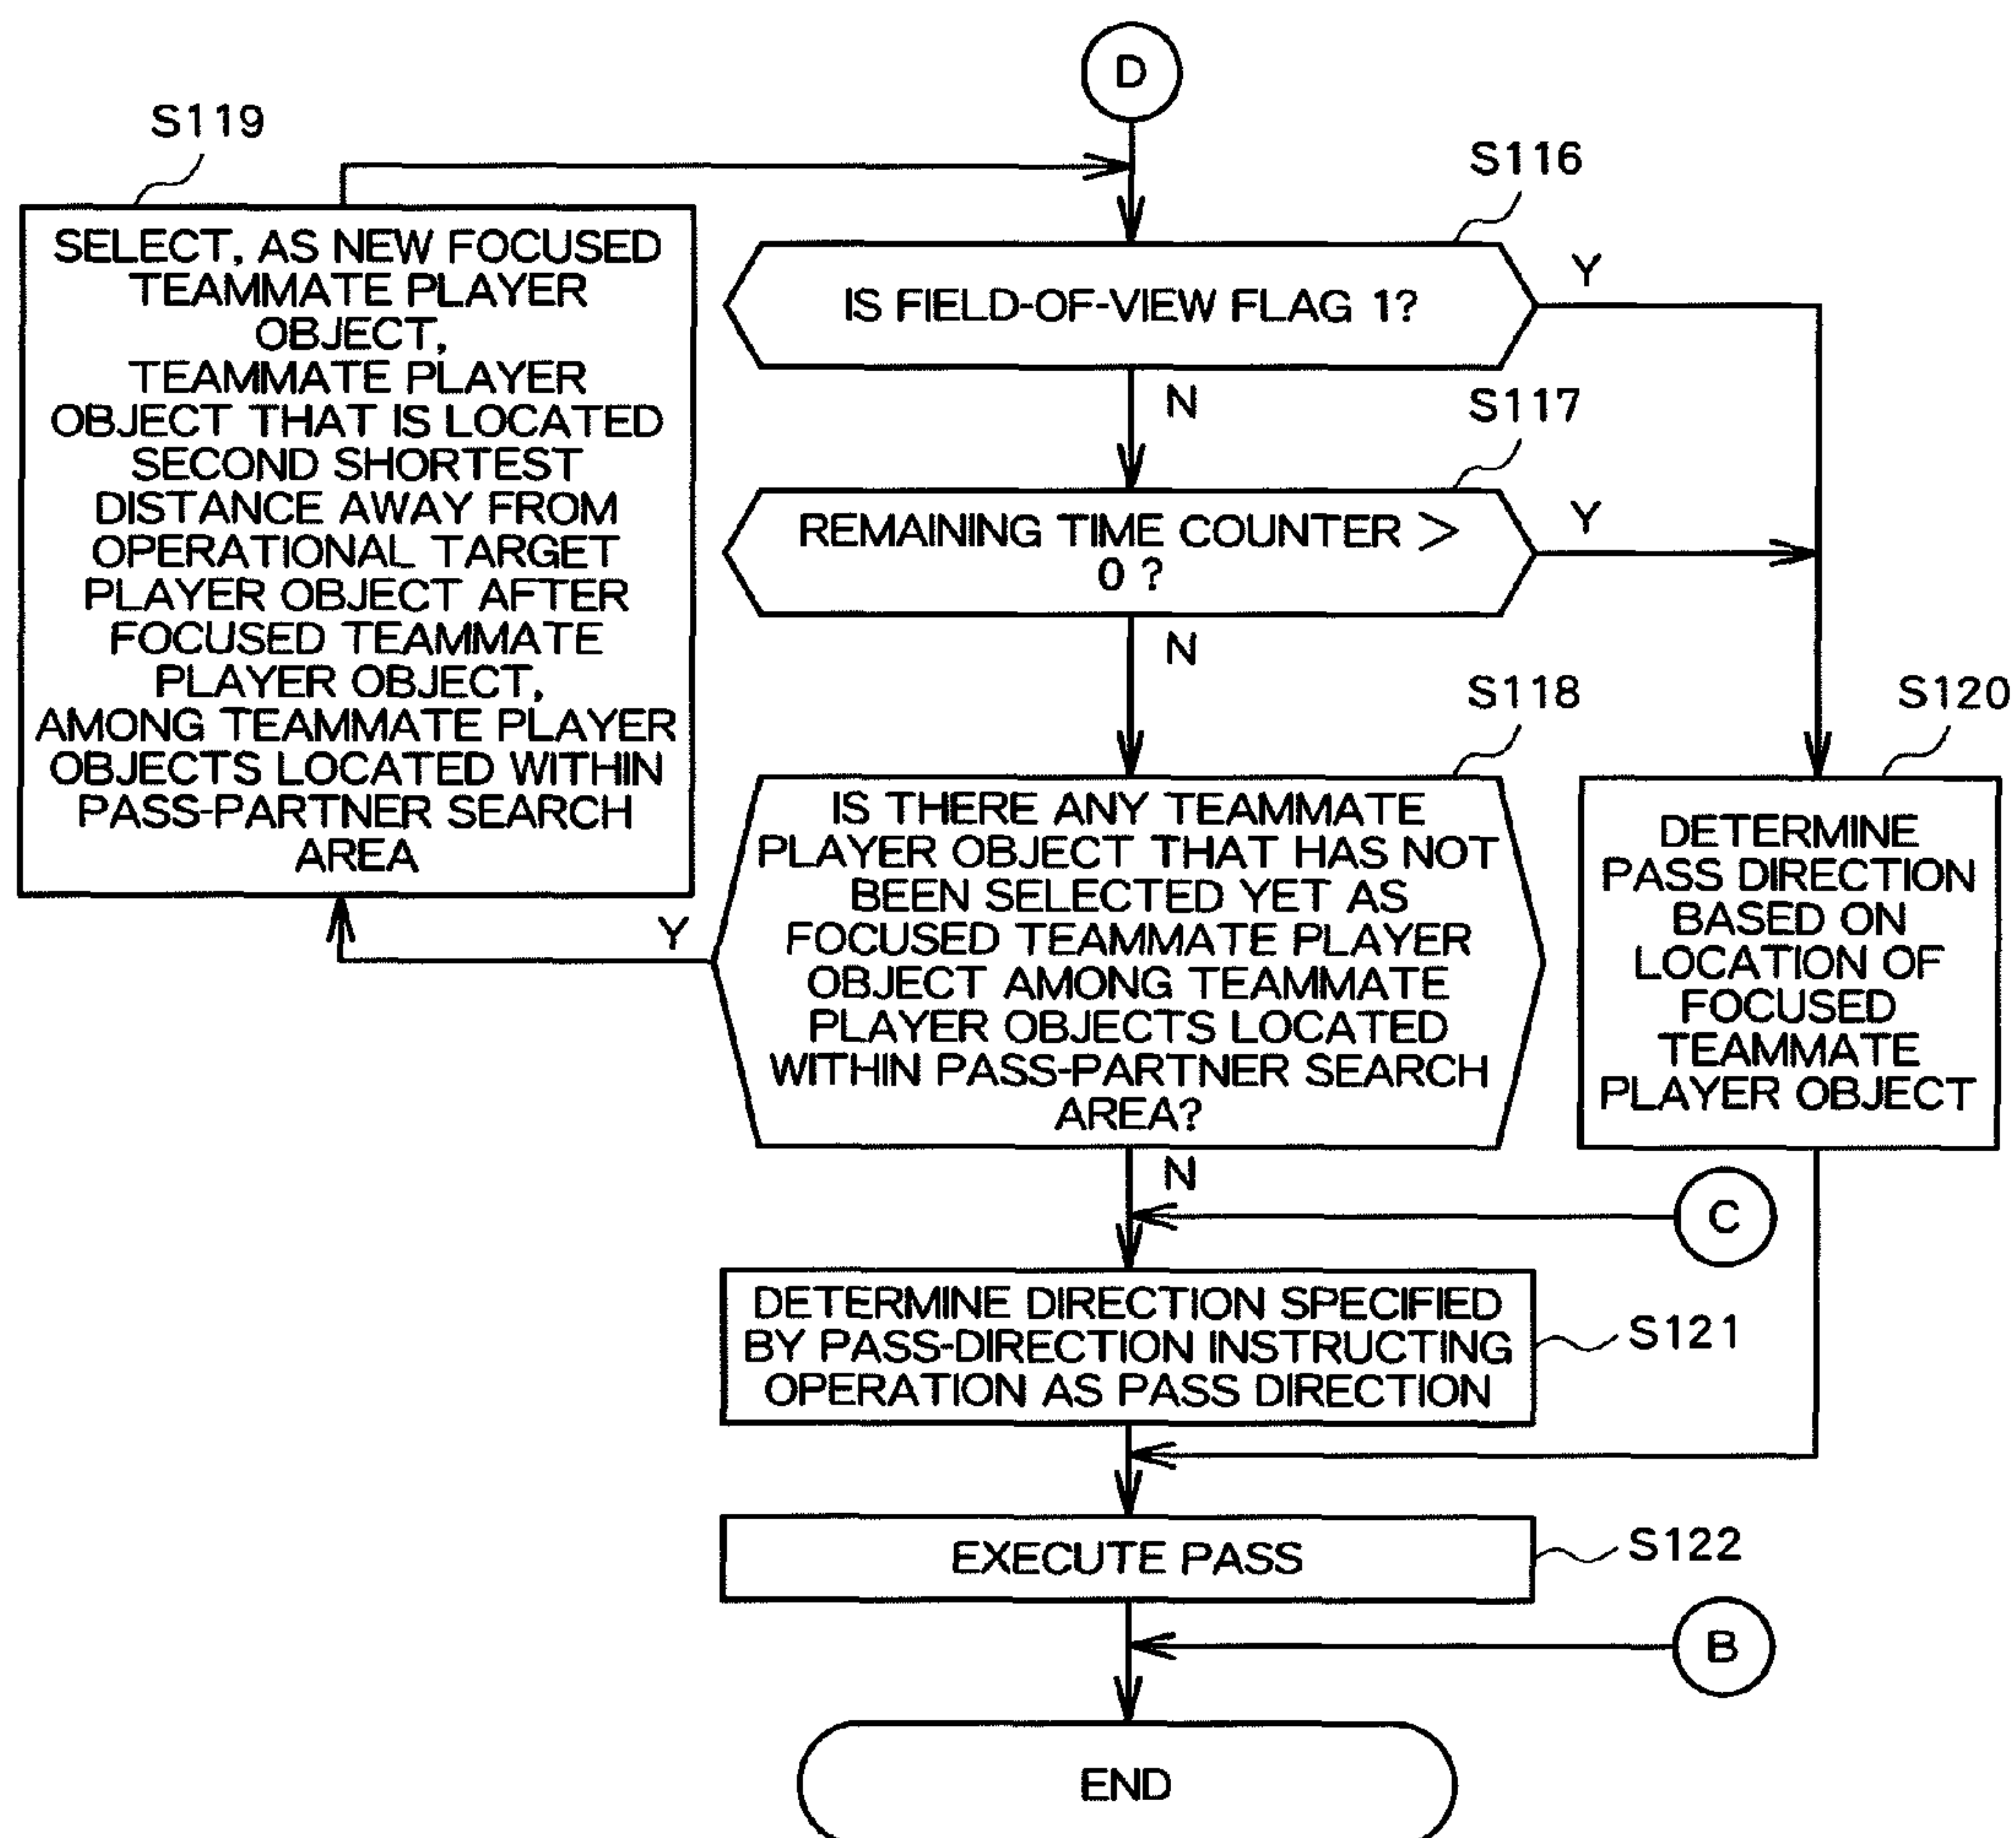 D
S119
SELECT, AS NEW FOCUSED
TEAMMATE PLAYER
OBJECT,
TEAMMATE PLAYER
OBJECT THAT IS LOCATED
SECOND SHORTEST
DISTANCE AWAY FROM
OPERATIONAL TARGET
PLAYER OBJECT AFTER
FOCUSED TEAMMATE
PLAYER OBJECT,
AMONG TEAMMATE PLAYER
OBJECTS LOCATED WITHIN
PASS-PARTNER SEARCH
AREA
S116
IS FIELD-OF-VIEW FLAG 1?
Y
N
S117
REMAINING TIME COUNTER >
0 ?
Y
N
S118
IS THERE ANY TEAMMATE
PLAYER OBJECT THAT HAS NOT
BEEN SELECTED YET AS
FOCUSED TEAMMATE PLAYER
OBJECT AMONG TEAMMATE
PLAYER OBJECTS LOCATED
WITHIN PASS-PARTNER SEARCH
AREA?
Y
N
S120
DETERMINE
PASS DIRECTION
BASED ON
LOCATION OF
FOCUSED
TEAMMATE
PLAYER OBJECT
C
DETERMINE DIRECTION SPECIFIED
BY PASS-DIRECTION INSTRUCTING
OPERATION AS PASS DIRECTION
S121
EXECUTE PASS
S122
B
END